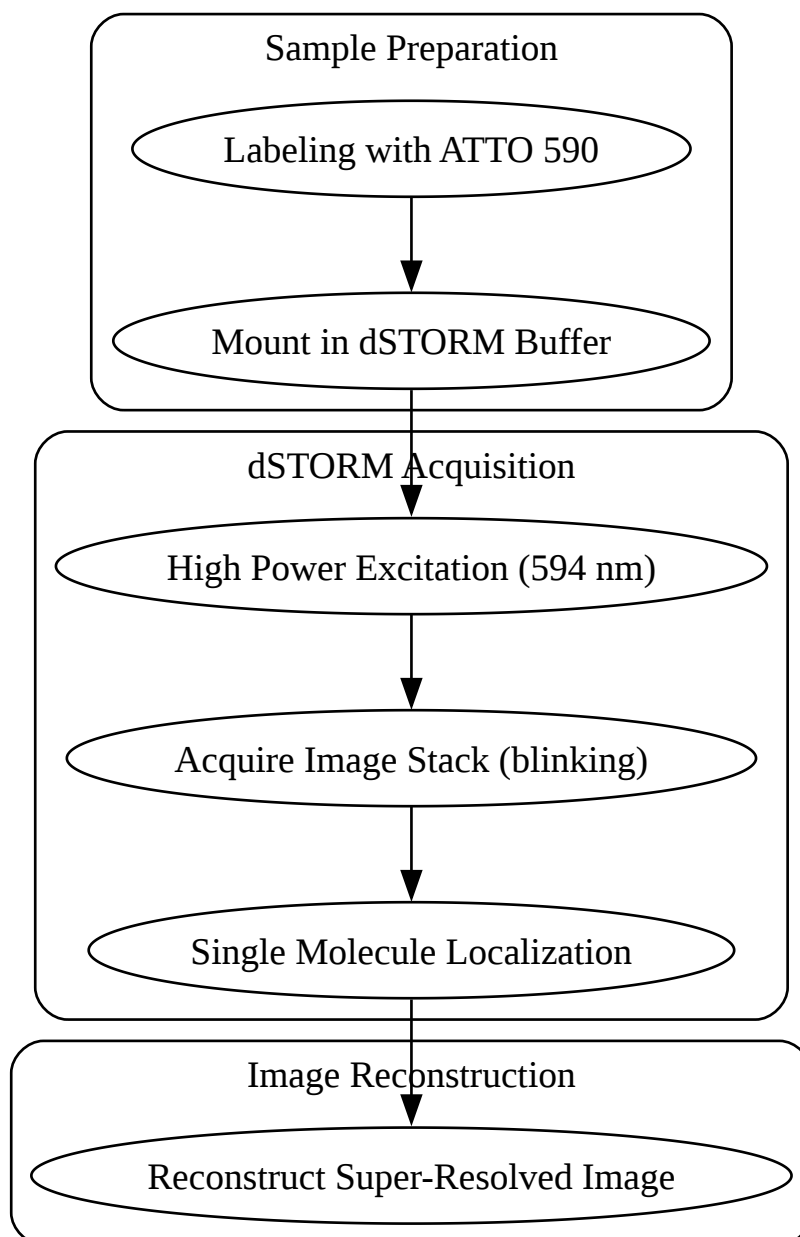 Sample Preparation
Labeling with ATTO 590
Mount in dSTORM Buffer
dSTORM Acquisition
High Power Excitation (594 nm)
Acquire Image Stack (blinking)
Single Molecule Localization
Image Reconstruction
Reconstruct Super-Resolved Image